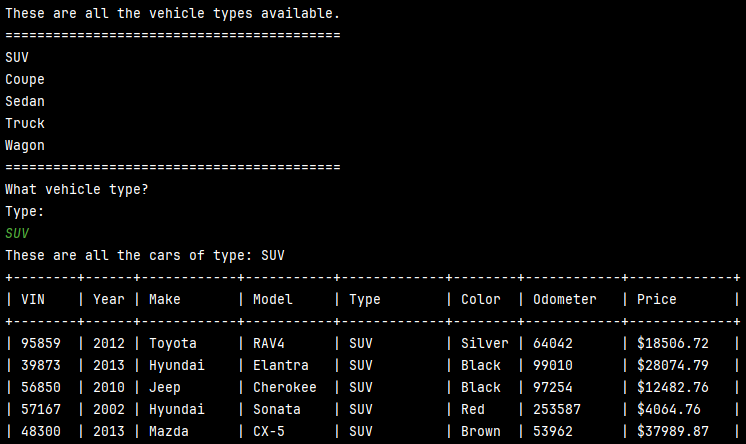 These are all the vehicle types available.
==========================================
SUV
Coupe
Sedan
Truck
Wagon
==========================================
What vehicle type?
Type:
SUV
These are all the cars of type: SUV
+--------+------+------------+-----------+-------------+--------+------------+-------------+
| VIN    | Year | Make       | Model     | Type        | Color  | Odometer   | Price       |
+--------+------+------------+-----------+-------------+--------+------------+-------------+
| 95859  | 2012 | Toyota     | RAV4      | SUV         | Silver | 64042      | $18506.72   |
| 39873  | 2013 | Hyundai    | Elantra   | SUV         | Black  | 99010      | $28074.79   |
| 56850  | 2010 | Jeep       | Cherokee  | SUV         | Black  | 97254      | $12482.76   |
| 57167  | 2002 | Hyundai    | Sonata    | SUV         | Red    | 253587     | $4064.76    |
| 48300  | 2013 | Mazda      | CX-5      | SUV         | Brown  | 53962      | $37989.87   |